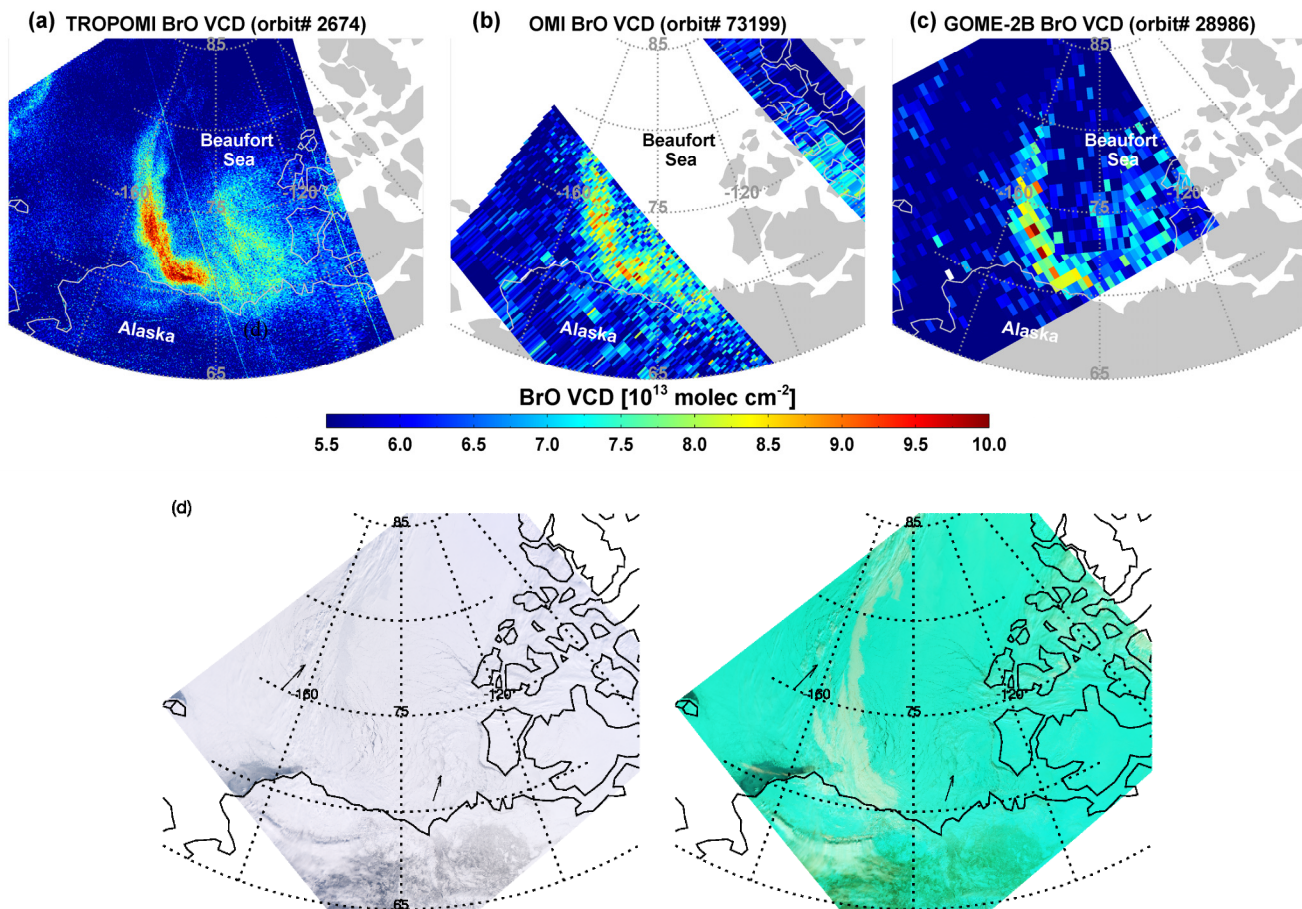 (a) TROPOMI BrO VCD (orbit# 2674)
85
Beaufort
Sea
-160
-120
75
Alaska
(d)
65
(b) OMI BrO VCD (orbit# 73199)
85
Beaufort
Sea
-160
-120
75
Alaska
65
(c) GOME-2B BrO VCD (orbit# 28986)
85
Beaufort
Sea
-160
-120
75
Alaska
65
BrO VCD [10¹³ molec cm⁻²]
5.5 6.0 6.5 7.0 7.5 8.0 8.5 9.0 9.5 10.0
(d)
85
-160
-120
75
65
85
-160
-120
75
65